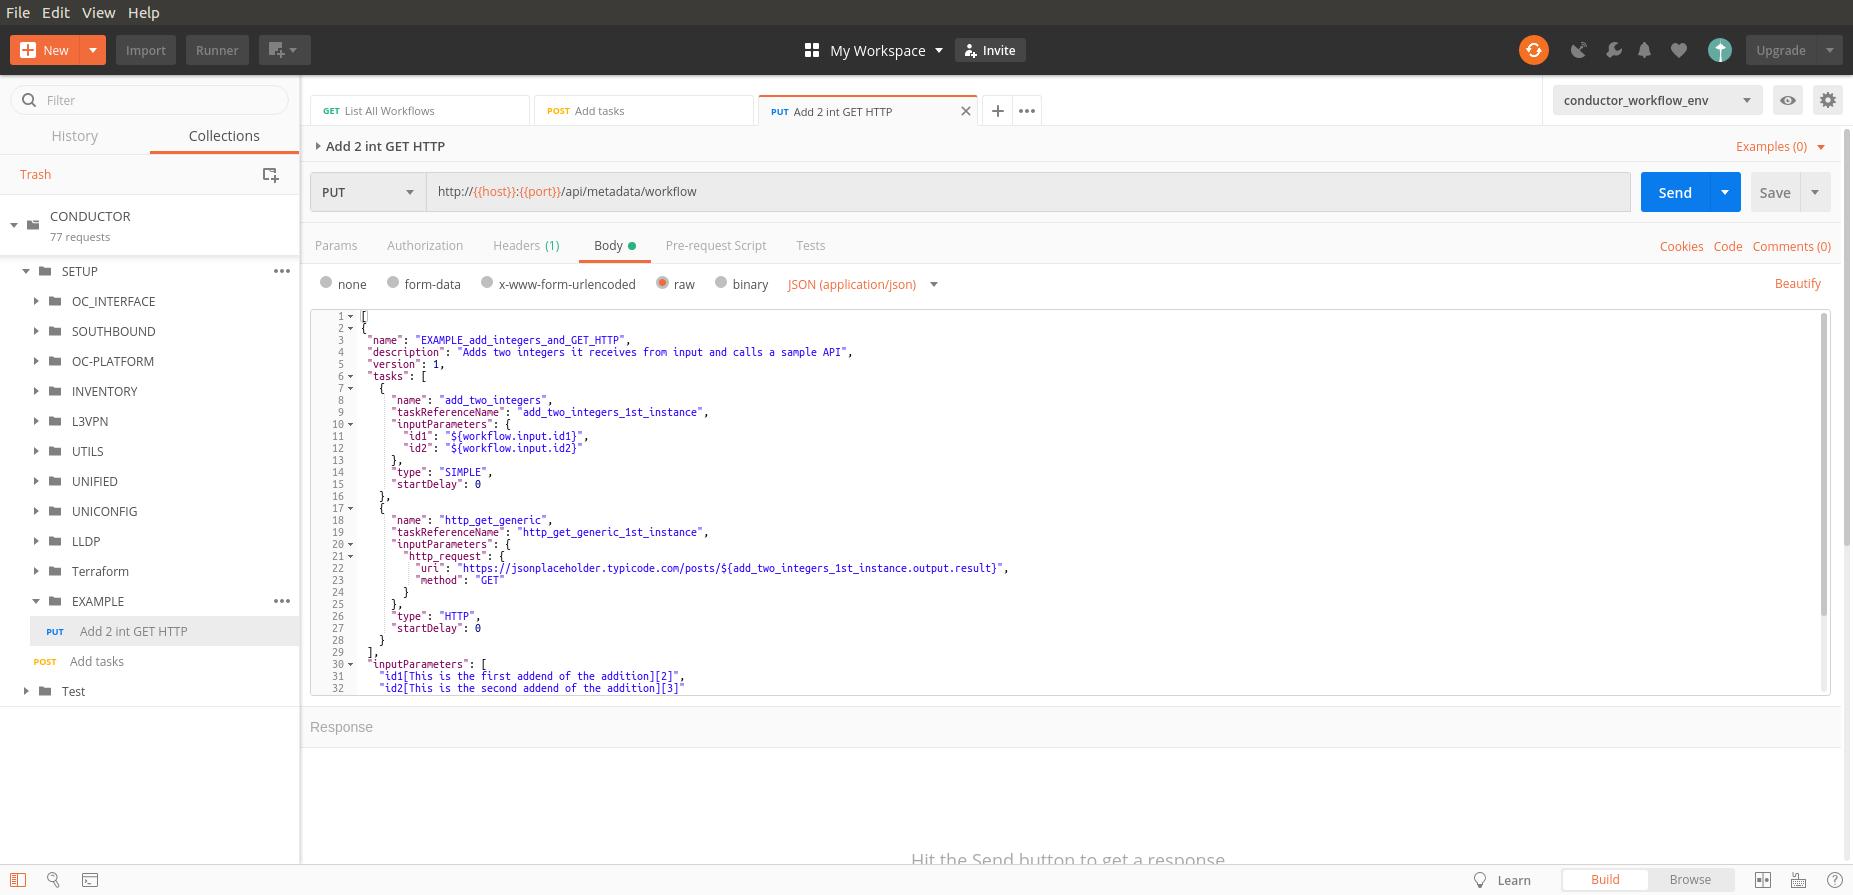 File Edit View Help
New Import Runner My Workspace Invite Upgrade
Filter
History Collections
Trash
CONDUCTOR
77 requests
SETUP
OC_INTERFACE
SOUTHBOUND
OC-PLATFORM
INVENTORY
L3VPN
UTILS
UNIFIED
UNICONFIG
LLDP
Terraform
EXAMPLE
PUT Add 2 int GET HTTP
POST Add tasks
Test
GET List All Workflows POST Add tasks PUT Add 2 int GET HTTP
conductor_workflow_env
Add 2 int GET HTTP Examples (0)
PUT http://{{host}}:{{port}}/api/metadata/workflow Send Save
Params Authorization Headers (1) Body Pre-request Script Tests Cookies Code Comments (0)
none form-data x-www-form-urlencoded raw binary JSON (application/json) Beautify
1 [
2 {
3 "name": "EXAMPLE_add_integers_and_GET_HTTP",
4 "description": "Adds two integers it receives from input and calls a sample API",
5 "version": 1,
6 "tasks": [
7 {
8 "name": "add_two_integers",
9 "taskReferenceName": "add_two_integers_1st_instance",
10 "inputParameters": {
11 "id1": "${workflow.input.id1}",
12 "id2": "${workflow.input.id2}"
13 },
14 "type": "SIMPLE",
15 "startDelay": 0
16 },
17 {
18 "name": "http_get_generic",
19 "taskReferenceName": "http_get_generic_1st_instance",
20 "inputParameters": {
21 "http_request": {
22 "uri": "https://jsonplaceholder.typicode.com/posts/${add_two_integers_1st_instance.output.result}",
23 "method": "GET"
24 }
25 },
26 "type": "HTTP",
27 "startDelay": 0
28 }
29 ],
30 "inputParameters": [
31 "id1[This is the first addend of the addition][2]",
32 "id2[This is the second addend of the addition][3]"
Response
Hit the Send button to get a response
Learn Build Browse